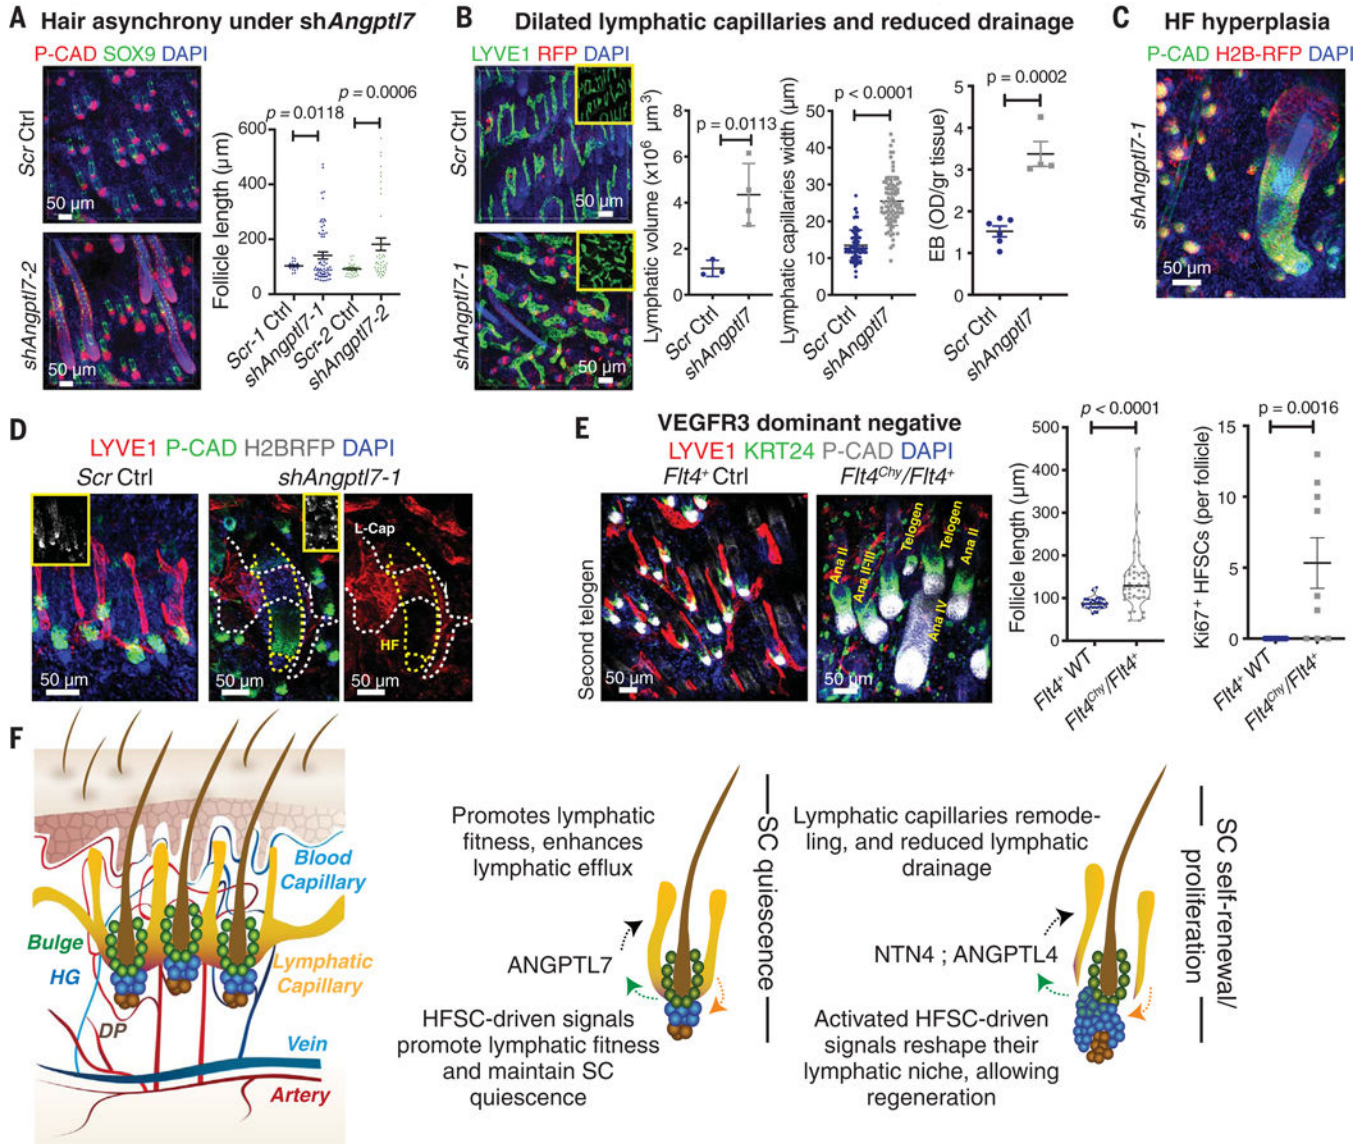 A Hair asynchrony under shAngptl7
P-CAD SOX9 DAPI
Scr Ctrl
50 μm
shAngptl7-2
50 μm
p = 0.0118
p = 0.0006
Follicle length (μm)
600
400
200
0
Scr-1 Ctrl
shAngptl7-1
Scr-2 Ctrl
shAngptl7-2
B Dilated lymphatic capillaries and reduced drainage
LYVE1 RFP DAPI
Scr Ctrl
50 μm
shAngptl7-1
50 μm
Lymphatic volume (x10⁶ μm³)
p = 0.0113
8
6
4
2
0
Scr Ctrl
shAngptl7
Lymphatic capillaries width (μm)
p < 0.0001
50
40
30
20
10
0
Scr Ctrl
shAngptl7
EB (OD/gr tissue)
p = 0.0002
5
4
3
2
1
0
Scr Ctrl
shAngptl7
C HF hyperplasia
P-CAD H2B-RFP DAPI
shAngptl7-1
50 μm
D
LYVE1 P-CAD H2BRFP DAPI
Scr Ctrl
shAngptl7-1
50 μm
50 μm
L-Cap
HF
50 μm
E VEGFR3 dominant negative
LYVE1 KRT24 P-CAD DAPI
Flt4⁺ Ctrl
Flt4ᶜʰʸ/Flt4⁺
Second telogen
50 μm
Ana II
Ana II-III
Telogen
Telogen
Ana II
Ana IV
50 μm
p < 0.0001
Follicle length (μm)
500
400
300
200
100
0
Flt4⁺ WT
Flt4ᶜʰʸ/Flt4⁺
p = 0.0016
Ki67⁺ HFSCs (per follicle)
15
10
5
0
Flt4⁺ WT
Flt4ᶜʰʸ/Flt4⁺
F
Blood
Capillary
Bulge
HG
Lymphatic
Capillary
DP
Vein
Artery
Promotes lymphatic
fitness, enhances
lymphatic efflux
ANGPTL7
HFSC-driven signals
promote lymphatic fitness
and maintain SC
quiescence
SC quiescence
Lymphatic capillaries remode-
ling, and reduced lymphatic
drainage
NTN4 ; ANGPTL4
Activated HFSC-driven
signals reshape their
lymphatic niche, allowing
regeneration
SC self-renewal/
proliferation